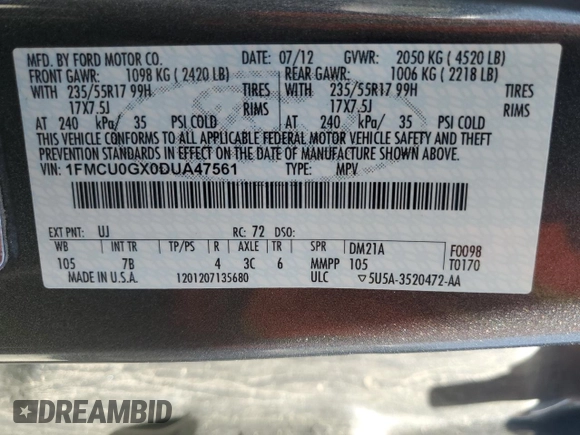 MFD. BY FORD MOTOR CO. DATE: 07/12 GVWR: 2050 KG ( 4520 LB)
FRONT GAWR: 1098 KG ( 2420 LB) REAR GAWR: 1006 KG ( 2218 LB)
WITH 235/55R17 99H TIRES WITH 235/55R17 99H TIRES
17X7.5J RIMS 17X7.5J RIMS
AT 240 kPa/ 35 PSI COLD AT 240 kPa/ 35 PSI COLD
THIS VEHICLE CONFORMS TO ALL APPLICABLE FEDERAL MOTOR VEHICLE SAFETY AND THEFT
PREVENTION STANDARDS IN EFFECT ON THE DATE OF MANUFACTURE SHOWN ABOVE.
VIN: 1FMCU0GX0DUA47561 TYPE: MPV
EXT PNT: UJ RC: 72 DSO:
WB INT TR TP/PS R AXLE TR SPR DM21A F0098
105 7B 4 3C 6 MMPP 105 T0170
MADE IN U.S.A. 1201207135680 ULC ▽5U5A-3520472-AA
DREAMBID